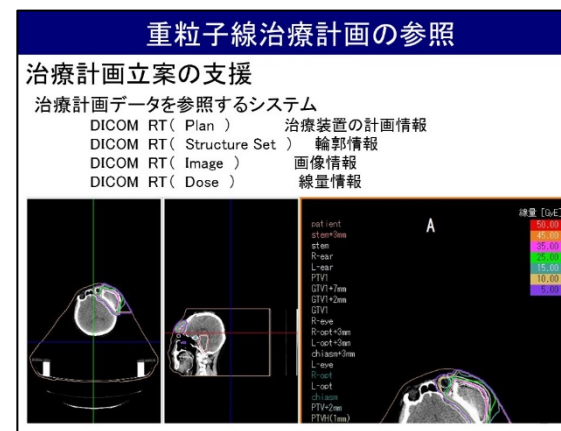 重粒子線治療計画の参照
治療計画立案の支援
治療計画データを参照するシステム
DICOM RT( Plan ) 治療装置の計画情報
DICOM RT( Structure Set ) 輪郭情報
DICOM RT( Image ) 画像情報
DICOM RT( Dose ) 線量情報
patient
stem+3mm
stem
R-ear
L-ear
PTV1
GTV1+7mm
GTV1+2mm
GTV1
R-eye
R-opt+3mm
L-opt+3mm
chiasm+3mm
L-eye
R-opt
L-opt
chiasm
PTV+2mm
PTVH(1mm)
A
線量 [GyE]
50.00
45.00
35.00
25.00
15.00
10.00
5.00